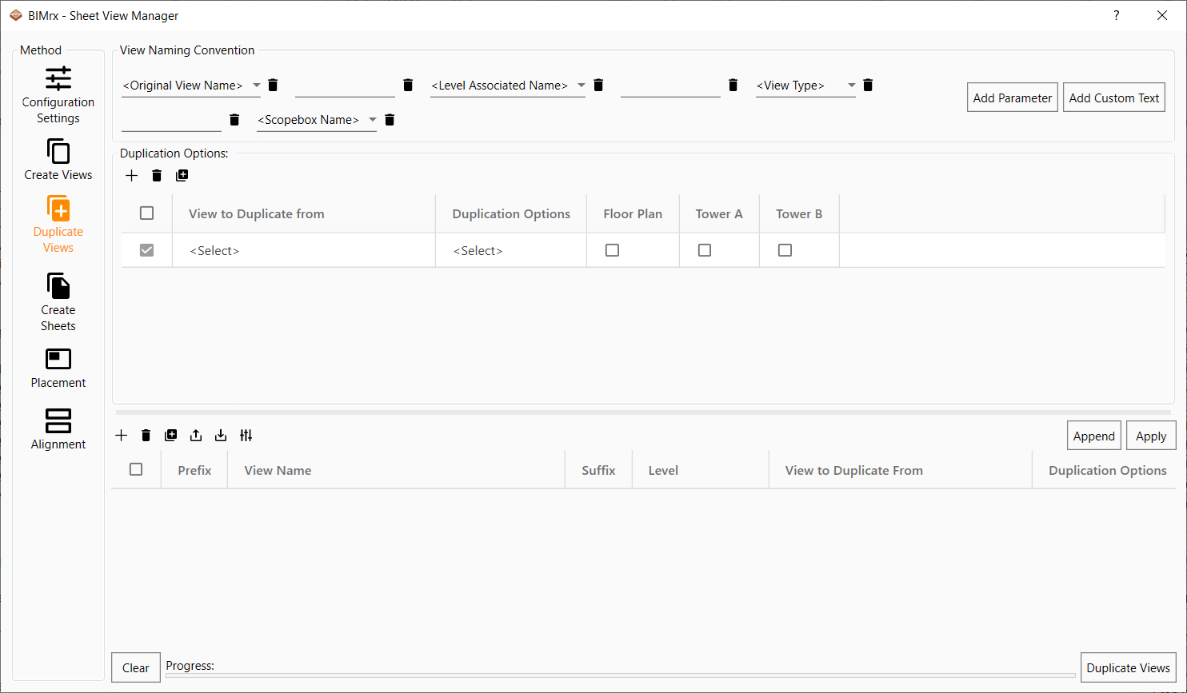 BIMrx - Sheet View Manager
?
Method
Configuration
Settings
Create Views
Duplicate
Views
Create
Sheets
Placement
Alignment
View Naming Convention
<Original View Name>
<Level Associated Name>
<View Type>
Add Parameter
Add Custom Text
<Scopebox Name>
Duplication Options:
View to Duplicate from
Duplication Options
Floor Plan
Tower A
Tower B
<Select>
<Select>
Append
Apply
Prefix
View Name
Suffix
Level
View to Duplicate From
Duplication Options
Clear
Progress:
Duplicate Views